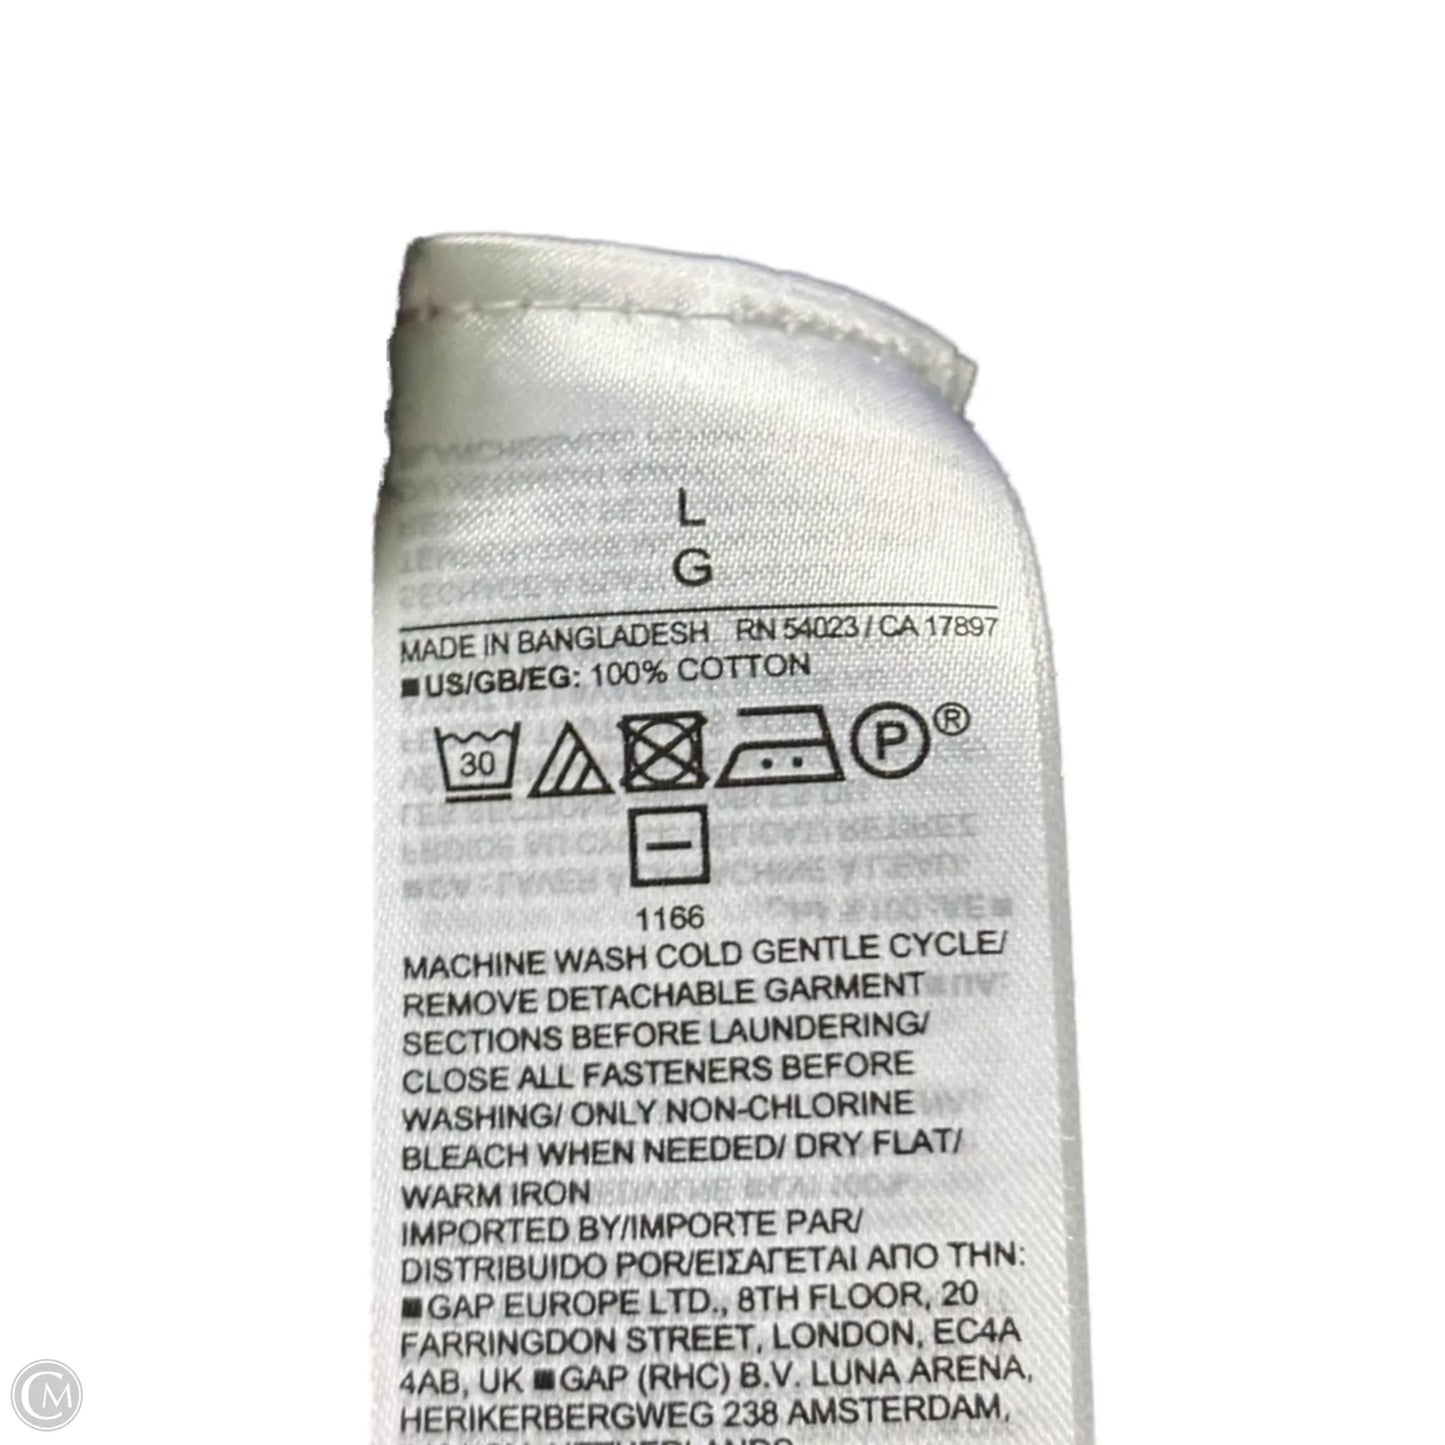 L
G
MADE IN BANGLADESH RN 54023 / CA 17897
■US/GB/EG: 100% COTTON
30
P®
1166
MACHINE WASH COLD GENTLE CYCLE/
REMOVE DETACHABLE GARMENT
SECTIONS BEFORE LAUNDERING/
CLOSE ALL FASTENERS BEFORE
WASHING/ ONLY NON-CHLORINE
BLEACH WHEN NEEDED/ DRY FLAT/
WARM IRON
IMPORTED BY/IMPORTE PAR/
DISTRIBUIDO POR/ΕΙΣΑΓΕΤΑΙ ΑΠΟ ΤΗΝ:
■GAP EUROPE LTD., 8TH FLOOR, 20
FARRINGDON STREET, LONDON, EC4A
4AB, UK ■GAP (RHC) B.V. LUNA ARENA,
HERIKERBERGWEG 238 AMSTERDAM,
NETHERLANDS
CM